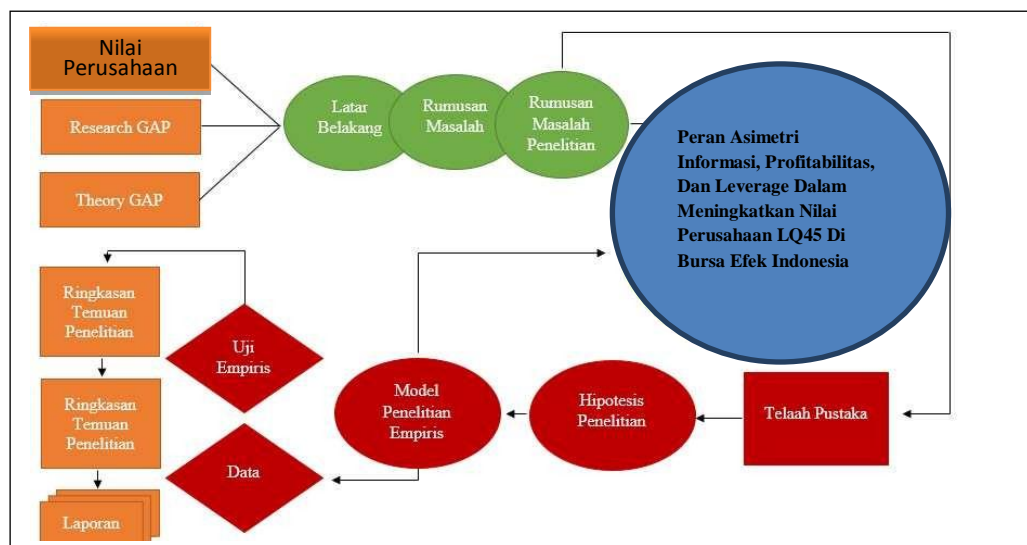 Nilai
Perusahaan
Research GAP
Theory GAP
Latar
Belakang
Rumusan
Masalah
Rumusan
Masalah
Penelitian
Peran Asimetri
Informasi, Profitabilitas,
Dan Leverage Dalam
Meningkatkan Nilai
Perusahaan LQ45 Di
Bursa Efek Indonesia
Ringkasan
Temuan
Penelitian
Uji
Empiris
Model
Penelitian
Empiris
Hipotesis
Penelitian
Telaah Pustaka
Ringkasan
Temuan
Penelitian
Data
Laporan